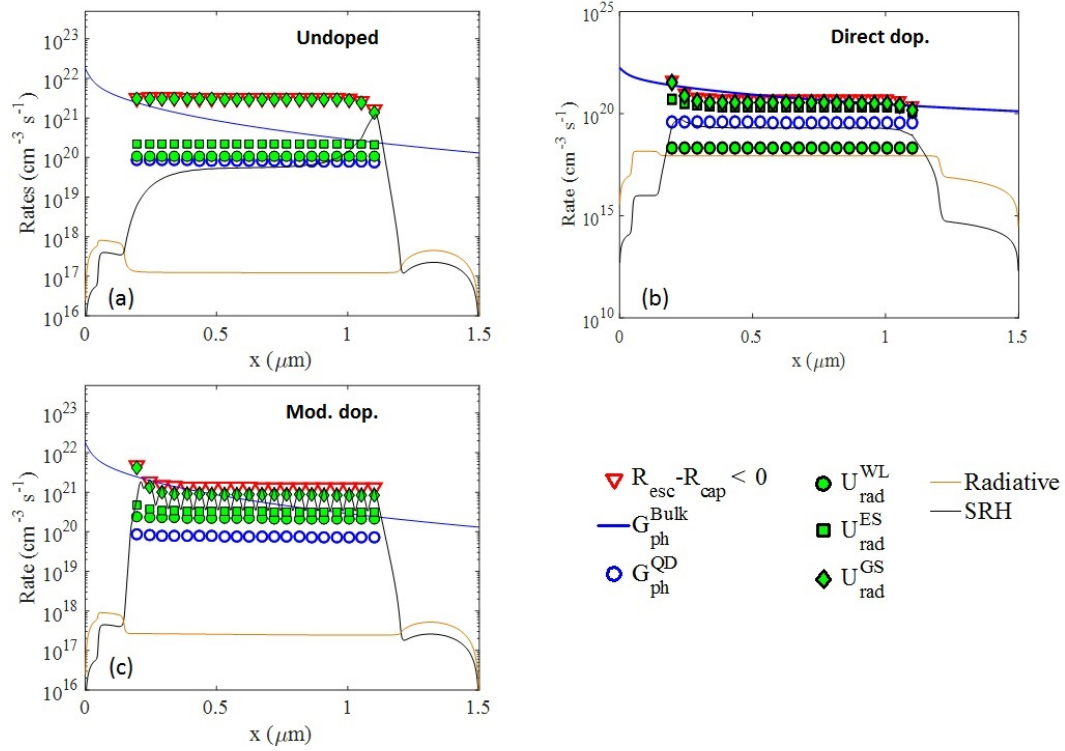 Undoped
10^23
10^22
10^21
10^20
10^19
10^18
10^17
10^16
Rates (cm^-3 s^-1)
(a)
0 0.5 1 1.5
x (μm)
Direct dop.
10^25
10^20
10^15
10^10
Rate (cm^-3 s^-1)
(b)
0 0.5 1 1.5
x (μm)
Mod. dop.
10^23
10^22
10^21
10^20
10^19
10^18
10^17
10^16
Rate (cm^-3 s^-1)
(c)
0 0.5 1 1.5
x (μm)
R_esc-R_cap < 0
G_ph^Bulk
G_ph^QD
U_rad^WL
U_rad^ES
U_rad^GS
Radiative
SRH